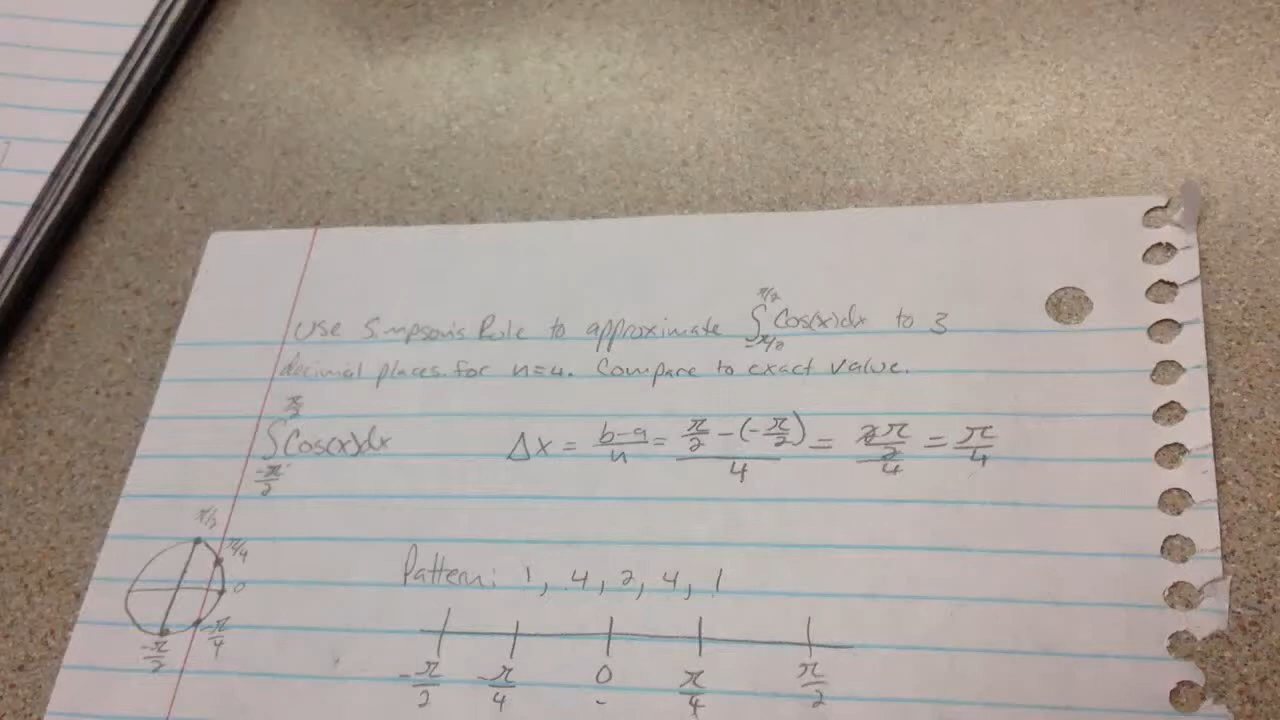 Use Simpson's Rule to approximate ∫_{-π/2}^{π/2} Cos(x)dx to 3
decimal places for n=4. Compare to exact value.
∫_{-π/2}^{π/2} Cos(x)dx Δx = b-a/n = π/2-(-π/2)/4 = 2π/2/4 = π/4
π/2
π/4
0
-π/4
-π/2
Pattern: 1, 4, 2, 4, 1
-π/2 -π/4 0 π/4 π/2